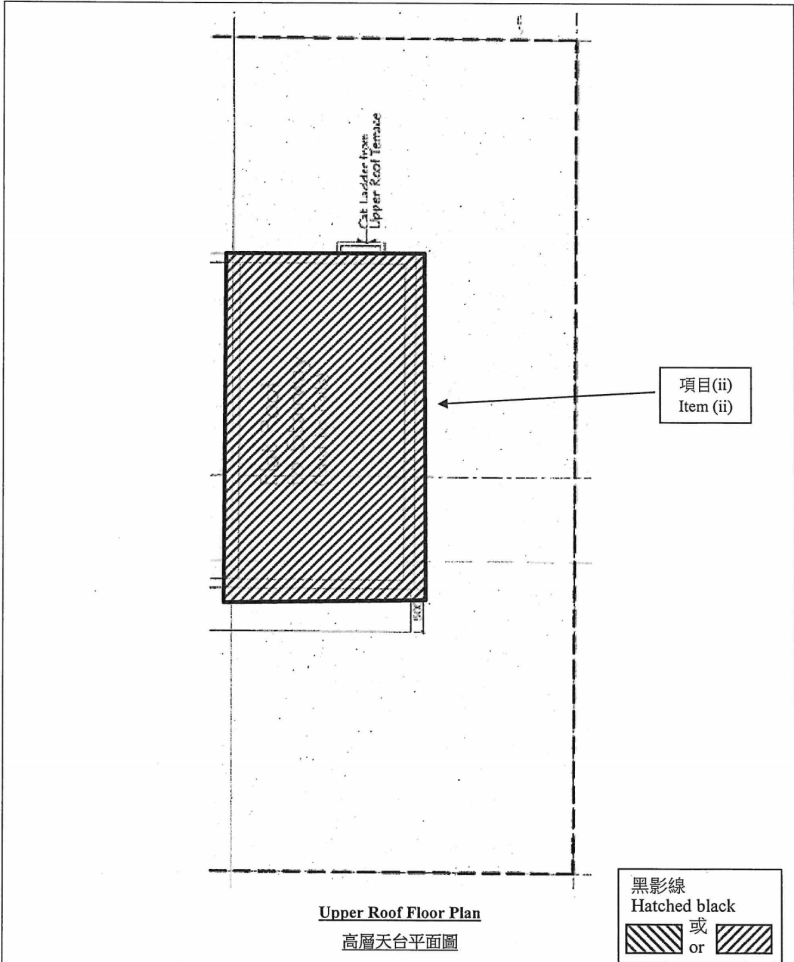 Cat Ladder from
Upper Roof Terrace
項目(ii)
Item (ii)
500
Upper Roof Floor Plan
高層天台平面圖
黑影線
Hatched black
或
or